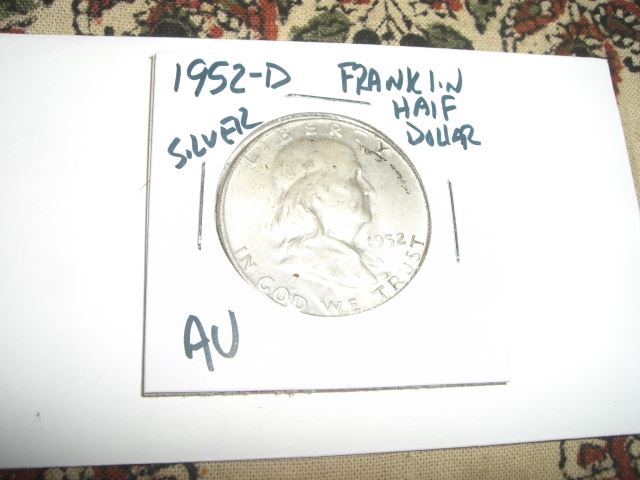 1952-D FRANKLIN
HALF
SILVER DOLLAR
LIBERTY
1952
IN GOD WE TRUST
AU